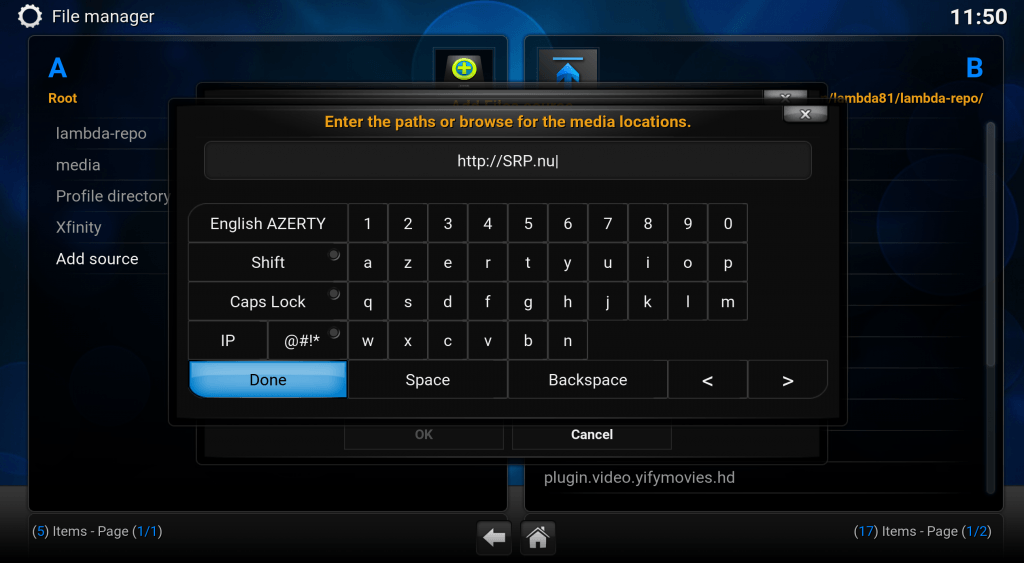 File manager
11:50
A
B
Root
/lambda81/lambda-repo/
Enter the paths or browse for the media locations.
x
http://SRP.nu
lambda-repo
media
Profile directory
Xfinity
Add source
English AZERTY 1 2 3 4 5 6 7 8 9 0
Shift a z e r t y u i o p
Caps Lock q s d f g h j k l m
IP @#!* w x c v b n
Done Space Backspace < >
OK Cancel
plugin.video.yifymovies.hd
(5) Items - Page (1/1)
(17) Items - Page (1/2)